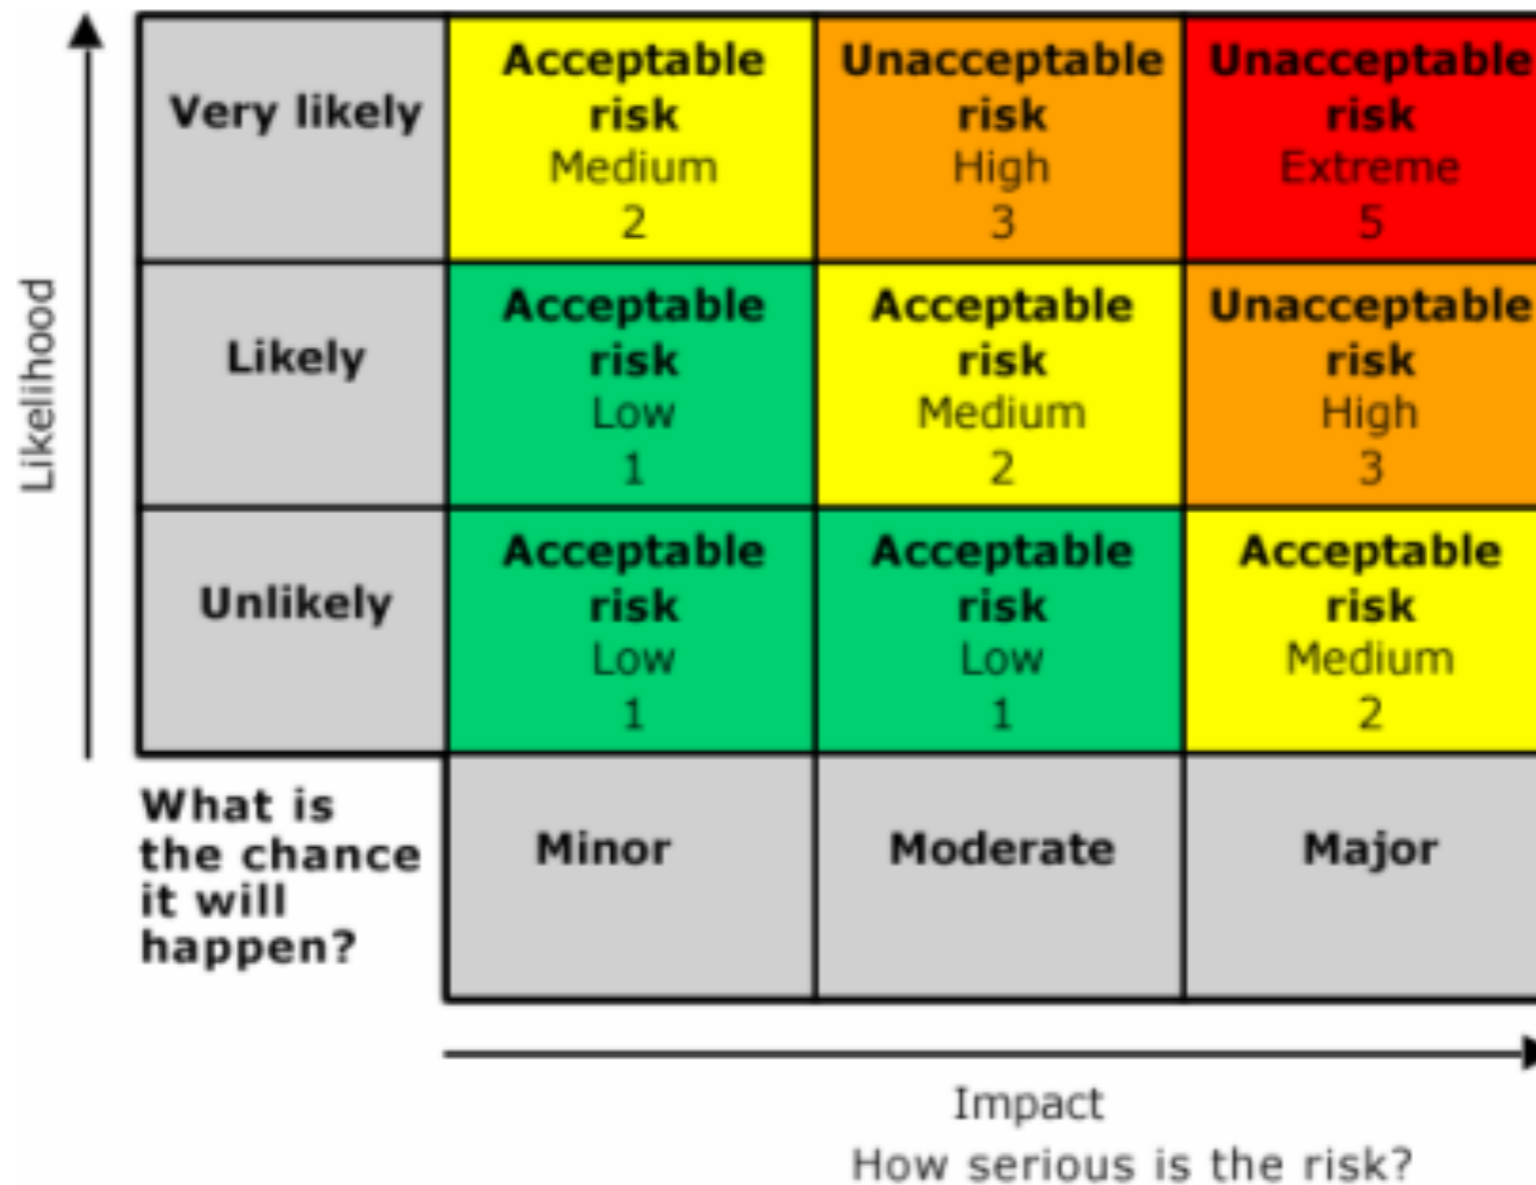 Likelihood
Very likely
Acceptable
risk
Medium
2
Unacceptable
risk
High
3
Unacceptable
risk
Extreme
5
Likely
Acceptable
risk
Low
1
Acceptable
risk
Medium
2
Unacceptable
risk
High
3
Unlikely
Acceptable
risk
Low
1
Acceptable
risk
Low
1
Acceptable
risk
Medium
2
What is
the chance
it will
happen?
Minor
Moderate
Major
Impact
How serious is the risk?